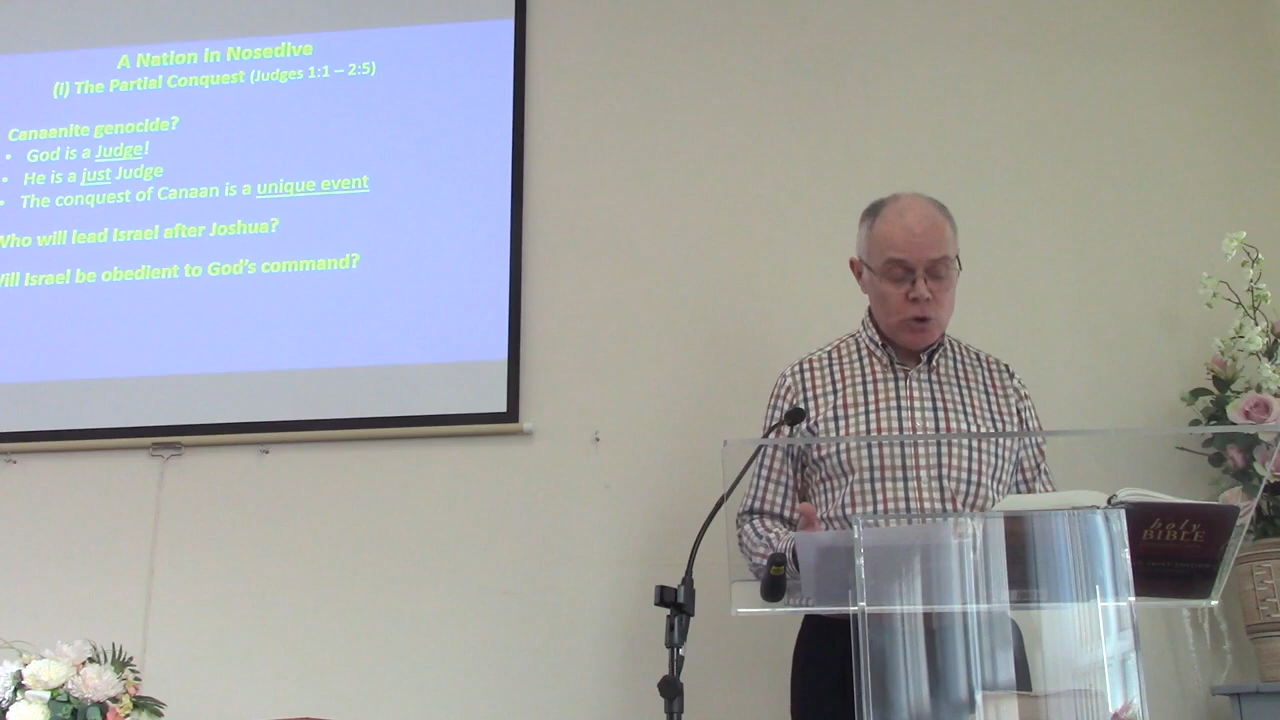 A Nation in Nosedive
(I) The Partial Conquest (Judges 1:1 – 2:5)
Canaanite genocide?
• God is a Judge!
• He is a just Judge
• The conquest of Canaan is a unique event
Who will lead Israel after Joshua?
Will Israel be obedient to God's command?
holy
BIBLE